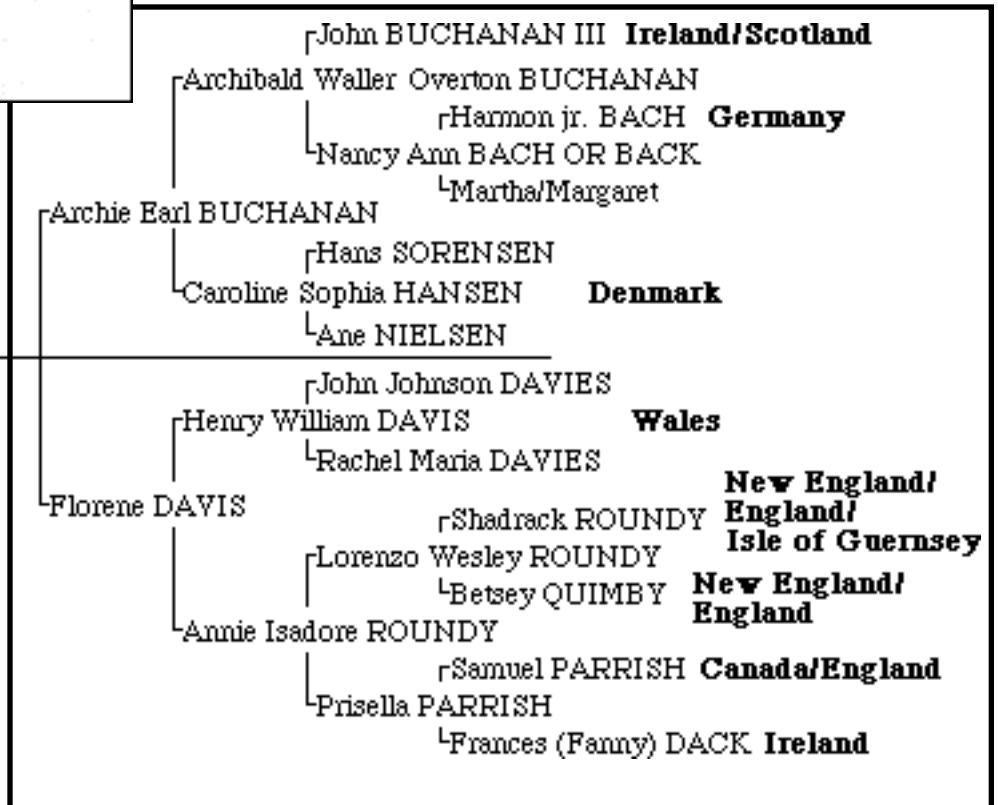 John BUCHANAN III Ireland/Scotland
Archibald Waller Overton BUCHANAN
Harmon jr. BACH Germany
Nancy Ann BACH OR BACK
Martha/Margaret
Archie Earl BUCHANAN
Hans SORENSEN
Caroline Sophia HANSEN Denmark
Ane NIELSEN
John Johnson DAVIES
Henry William DAVIS Wales
Rachel Maria DAVIES
Florene DAVIS
Shadrack ROUNDY New England/
England/
Isle of Guernsey
Lorenzo Wesley ROUNDY
Betsey QUIMBY New England/
England
Annie Isadore ROUNDY
Samuel PARRISH Canada/England
Prisella PARRISH
Frances (Fanny) DACK Ireland